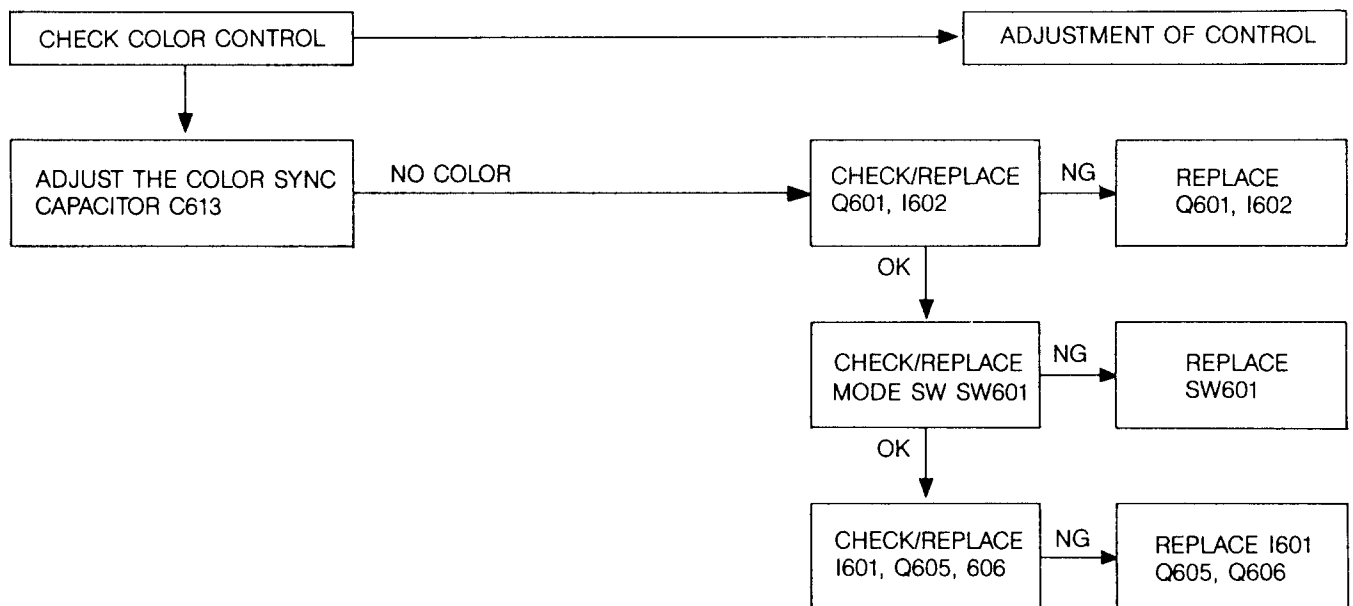 CHECK COLOR CONTROL
ADJUSTMENT OF CONTROL
ADJUST THE COLOR SYNC
CAPACITOR C613
NO COLOR
CHECK/REPLACE
Q601, I602
NG
REPLACE
Q601, I602
OK
CHECK/REPLACE
MODE SW SW601
NG
REPLACE
SW601
OK
CHECK/REPLACE
I601, Q605, 606
NG
REPLACE I601
Q605, Q606